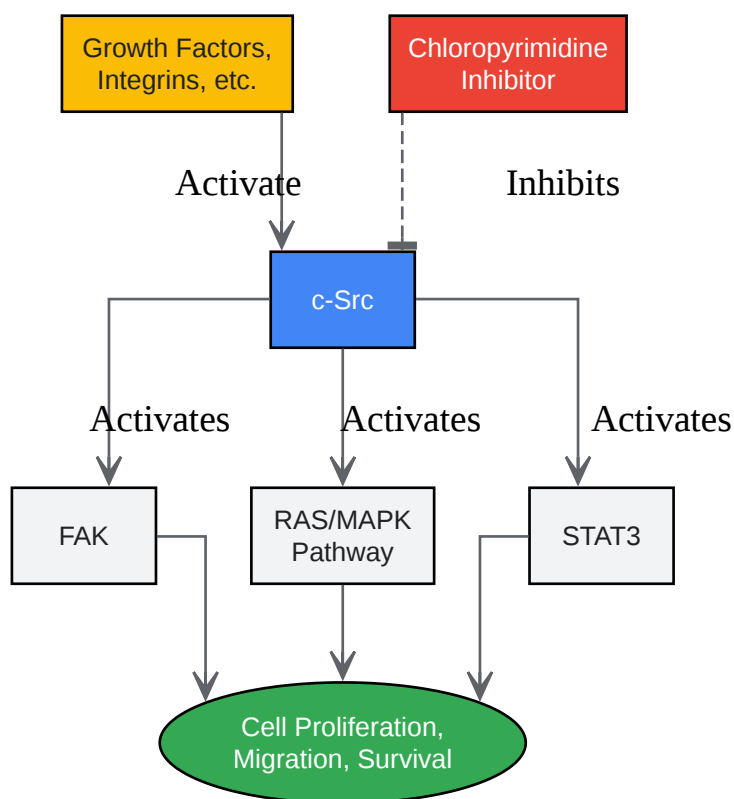 Growth Factors,
Integrins, etc.
Chloropyrimidine
Inhibitor
Activate
Inhibits
c-Src
Activates
Activates
Activates
FAK
RAS/MAPK
Pathway
STAT3
Cell Proliferation,
Migration, Survival